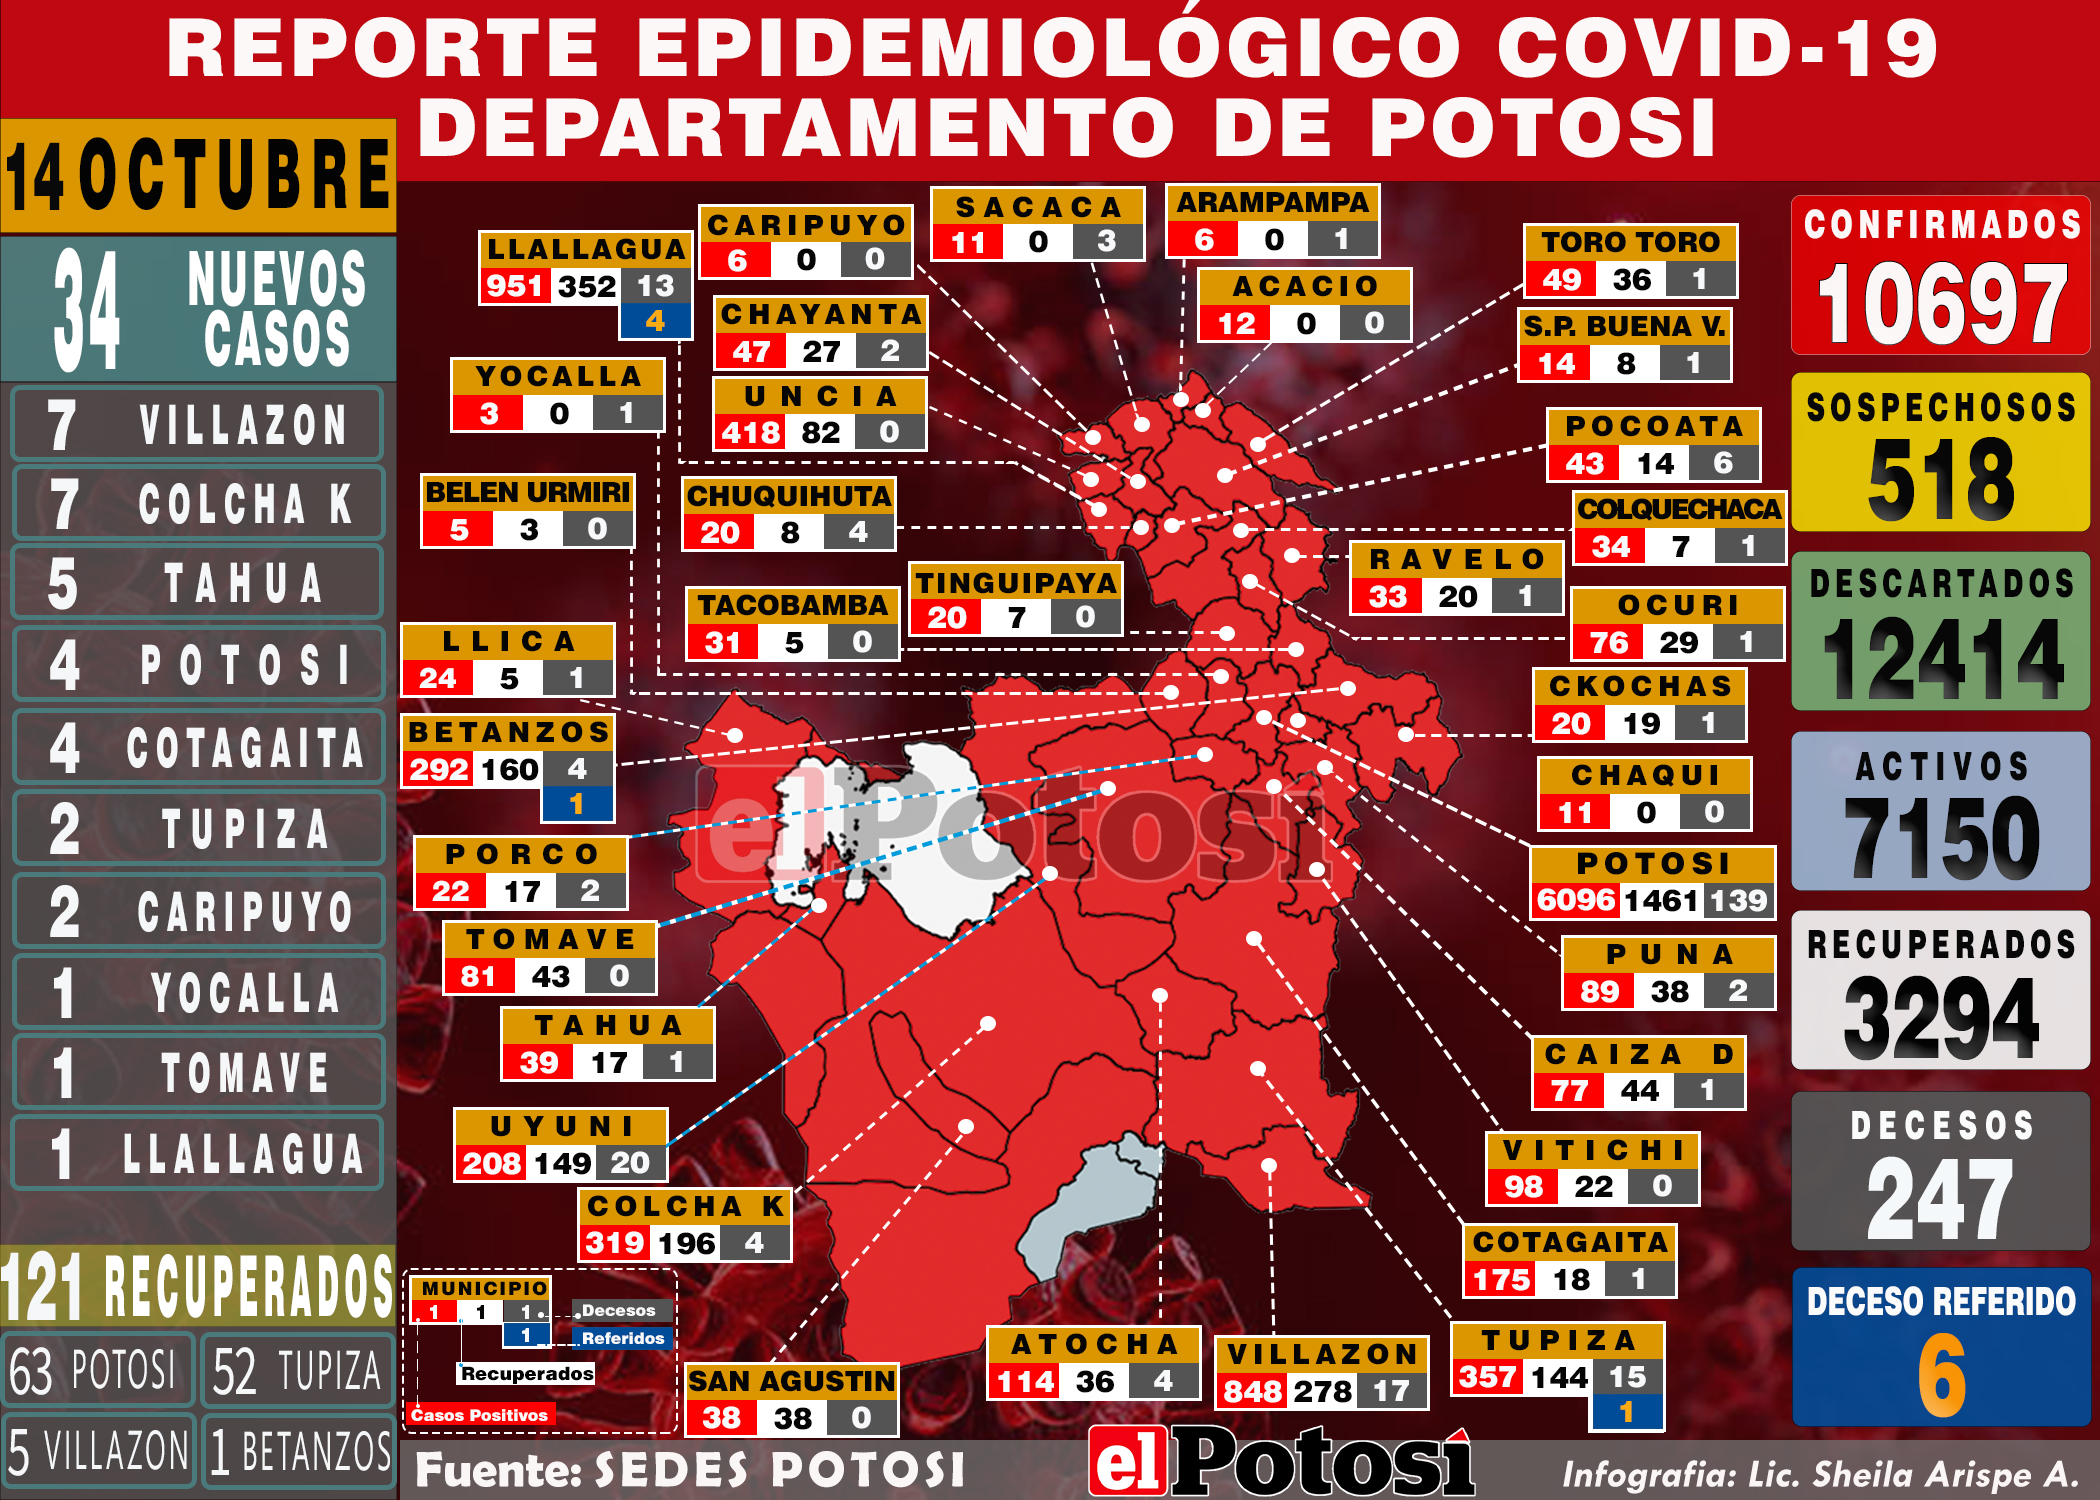 REPORTE EPIDEMIOLÓGICO COVID-19
DEPARTAMENTO DE POTOSI
14 OCTUBRE
34 NUEVOS CASOS
7 VILLAZON
7 COLCHA K
5 TAHUA
4 POTOSI
4 COTAGAITA
2 TUPIZA
2 CARIPUYO
1 YOCALLA
1 TOMAVE
1 LLALLAGUA
121 RECUPERADOS
63 POTOSI
52 TUPIZA
5 VILLAZON
1 BETANZOS
LLALLAGUA
951 352 13
4
CARIPUYO
6 0 0
SACACA
11 0 3
ARAMPAMPA
6 0 1
ACACIO
12 0 0
TORO TORO
49 36 1
S.P. BUENA V.
14 8 1
CHAYANTA
47 27 2
YOCALLA
3 0 1
UNCIA
418 82 0
POCOATA
43 14 6
BELEN URMIRI
5 3 0
CHUQUIHUTA
20 8 4
COLQUECHACA
34 7 1
RAVELO
33 20 1
TINGUIPAYA
20 7 0
TACOBAMBA
31 5 0
OCURI
76 29 1
LLICA
24 5 1
CKOCHAS
20 19 1
BETANZOS
292 160 4
1
CHAQUI
11 0 0
PORCO
22 17 2
POTOSI
6096 1461 139
TOMAVE
81 43 0
PUNA
89 38 2
TAHUA
39 17 1
CAIZA D
77 44 1
UYUNI
208 149 20
VITICHI
98 22 0
COLCHA K
319 196 4
COTAGAITA
175 18 1
SAN AGUSTIN
38 38 0
ATOCHA
114 36 4
VILLAZON
848 278 17
TUPIZA
357 144 15
1
el Potosí
MUNICIPIO
1 1 1 Decesos
1 Referidos
Recuperados
Casos Positivos
CONFIRMADOS
10697
SOSPECHOSOS
518
DESCARTADOS
12414
ACTIVOS
7150
RECUPERADOS
3294
DECESOS
247
DECESO REFERIDO
6
Fuente: SEDES POTOSI
el Potosí
Infografia: Lic. Sheila Arispe A.